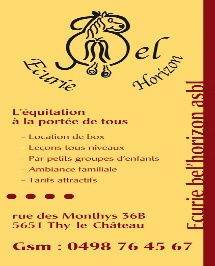 Bel
Ecurie Horizon
L'équitation
à la portée de tous
- Location de box
- Leçons tous niveaux
- Par petits groupes d'enfants
- Ambiance familiale
- Tarifs attractifs
rue des Monthys 36B
5651 Thy le Château
Gsm : 0498 76 45 67
Ecurie bel'horizon asbl